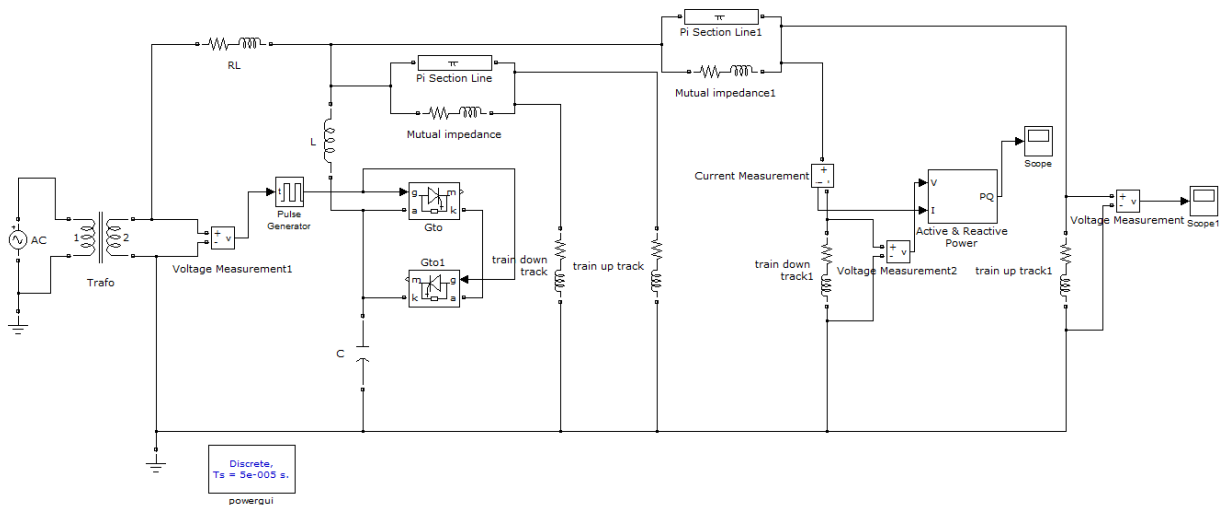 RL
Pi Section Line
Mutual impedance
Pi Section Line1
Mutual impedance1
L
AC
1
2
Trafo
+
-
v
Voltage Measurement1
t
Pulse
Generator
g
m
a
k
Gto
Gto1
m
g
k
a
C
train down
track
train up track
Current Measurement
+
-
i
train down
track1
+
-
v
Voltage Measurement2
V
I
PQ
Active & Reactive
Power
Scope
train up track1
+
-
v
Voltage Measurement
Scope1
Discrete,
Ts = 5e-005 s.
powergui